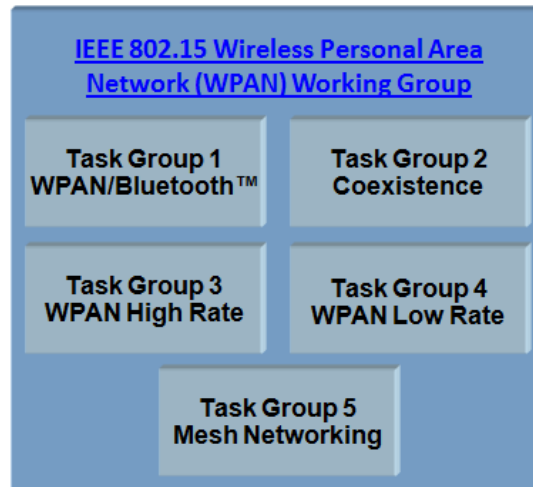 IEEE 802.15 Wireless Personal Area
Network (WPAN) Working Group
Task Group 1
WPAN/Bluetooth™
Task Group 2
Coexistence
Task Group 3
WPAN High Rate
Task Group 4
WPAN Low Rate
Task Group 5
Mesh Networking